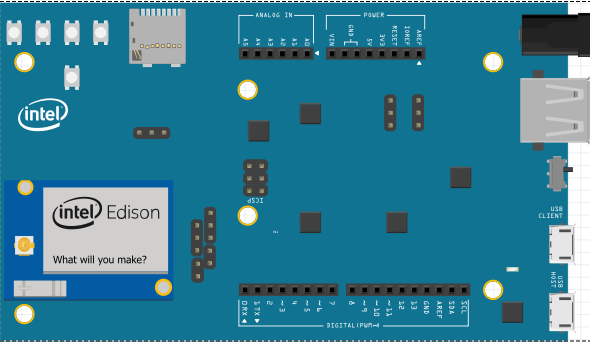 ANALOG IN
POWER
A5
A4
A3
A2
A1
A0
VIN
GND
5V
3V3
RESET
IOREF
AREF
intel
ICSP
intel Edison
What will you make?
USB
CLIENT
USB
HOST
0RX
1TX
2
~3
4
~5
~6
7
8
~9
~10
~11
12
13
GND
AREF
SDA
SCL
DIGITAL(PWM~)